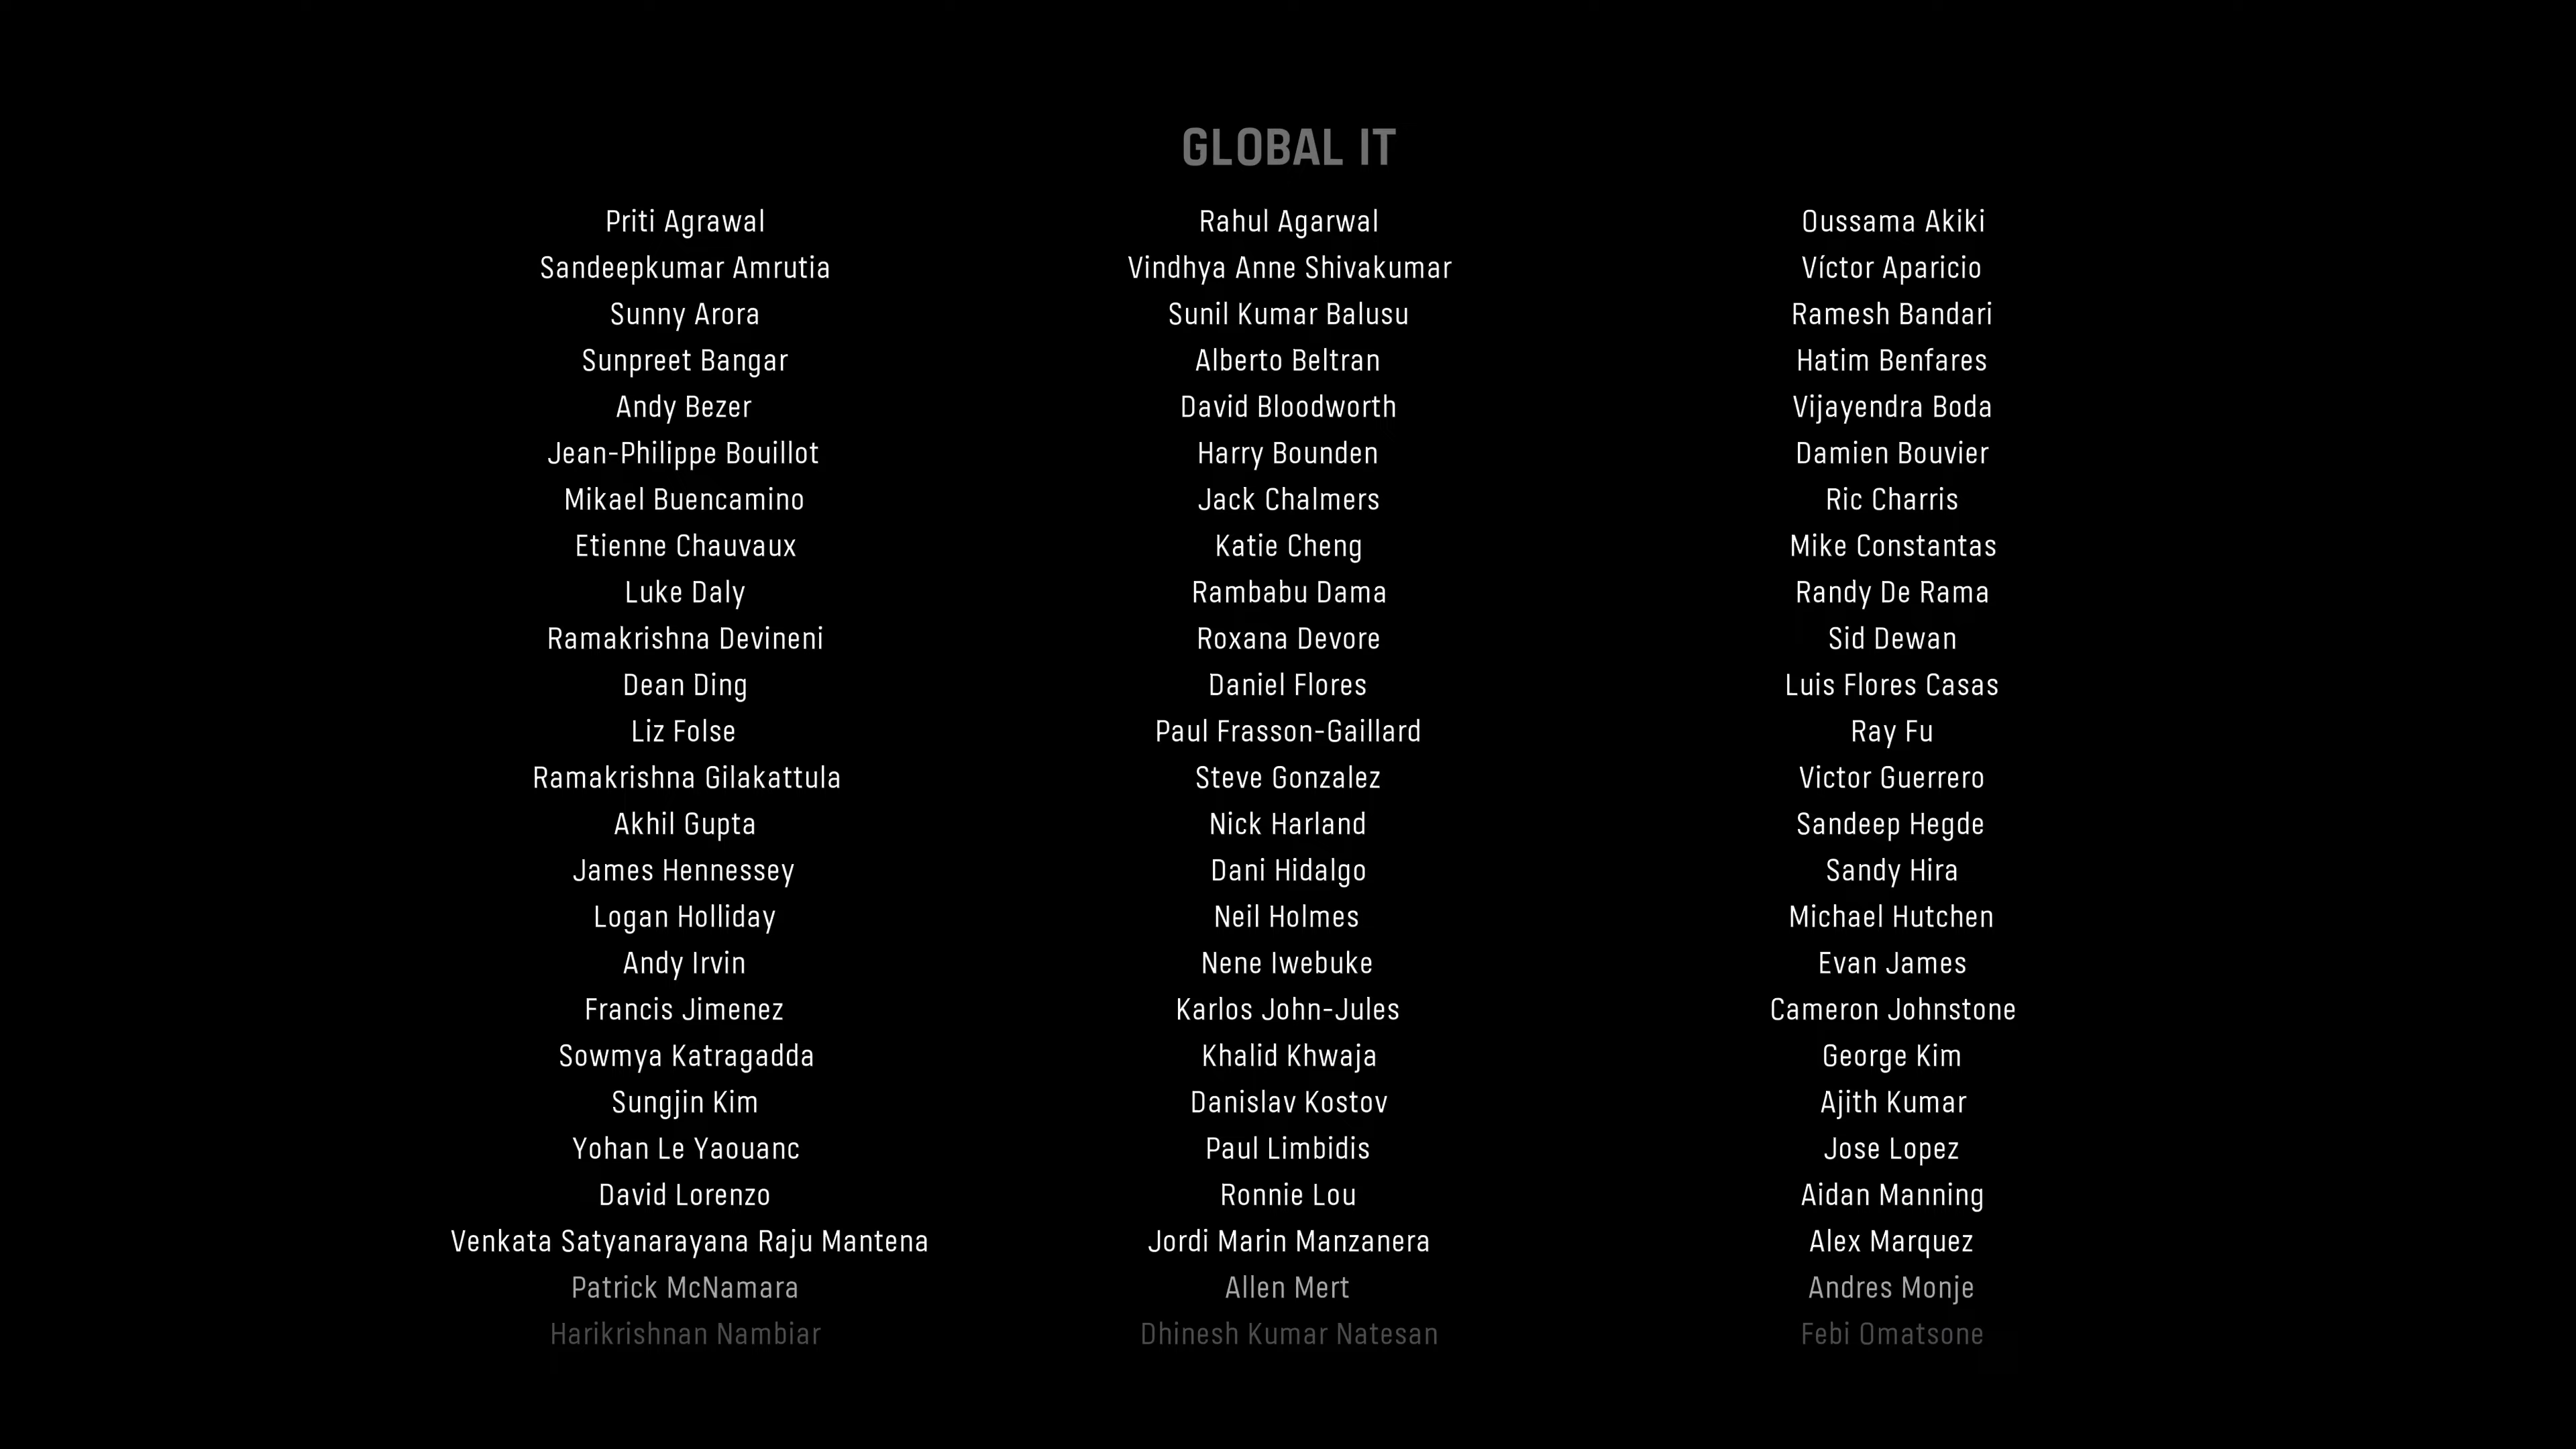 GLOBAL IT
Priti Agrawal Rahul Agarwal Oussama Akiki
Sandeepkumar Amrutia Vindhya Anne Shivakumar Víctor Aparicio
Sunny Arora Sunil Kumar Balusu Ramesh Bandari
Sunpreet Bangar Alberto Beltran Hatim Benfares
Andy Bezer David Bloodworth Vijayendra Boda
Jean-Philippe Bouillot Harry Bounden Damien Bouvier
Mikael Buencamino Jack Chalmers Ric Charris
Etienne Chauvaux Katie Cheng Mike Constantas
Luke Daly Rambabu Dama Randy De Rama
Ramakrishna Devineni Roxana Devore Sid Dewan
Dean Ding Daniel Flores Luis Flores Casas
Liz Folse Paul Frasson-Gaillard Ray Fu
Ramakrishna Gilakattula Steve Gonzalez Victor Guerrero
Akhil Gupta Nick Harland Sandeep Hegde
James Hennessey Dani Hidalgo Sandy Hira
Logan Holliday Neil Holmes Michael Hutchen
Andy Irvin Nene Iwebuke Evan James
Francis Jimenez Karlos John-Jules Cameron Johnstone
Sowmya Katragadda Khalid Khwaja George Kim
Sungjin Kim Danislav Kostov Ajith Kumar
Yohan Le Yaouanc Paul Limbidis Jose Lopez
David Lorenzo Ronnie Lou Aidan Manning
Venkata Satyanarayana Raju Mantena Jordi Marin Manzanera Alex Marquez
Patrick McNamara Allen Mert Andres Monje
Harikrishnan Nambiar Dhinesh Kumar Natesan Febi Omatsone